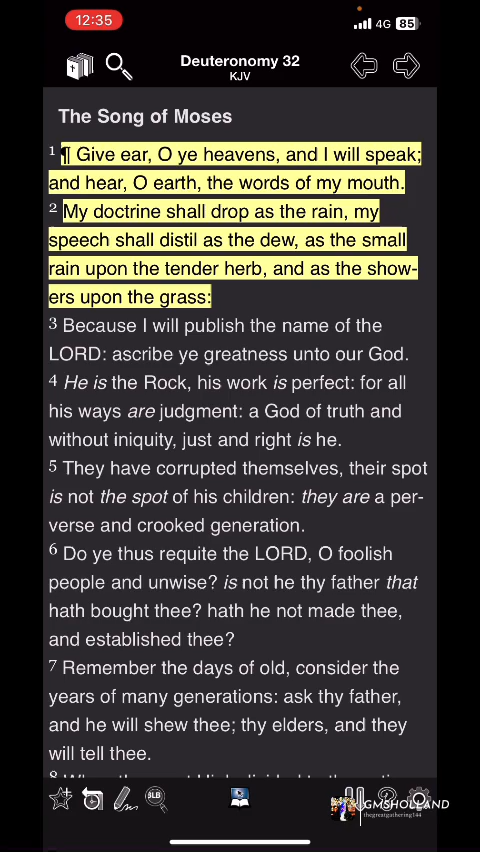 12:35
4G 85
Deuteronomy 32
KJV
The Song of Moses
1 ¶ Give ear, O ye heavens, and I will speak;
and hear, O earth, the words of my mouth.
2 My doctrine shall drop as the rain, my
speech shall distil as the dew, as the small
rain upon the tender herb, and as the show-
ers upon the grass:
3 Because I will publish the name of the
LORD: ascribe ye greatness unto our God.
4 He is the Rock, his work is perfect: for all
his ways are judgment: a God of truth and
without iniquity, just and right is he.
5 They have corrupted themselves, their spot
is not the spot of his children: they are a per-
verse and crooked generation.
6 Do ye thus requite the LORD, O foolish
people and unwise? is not he thy father that
hath bought thee? hath he not made thee,
and established thee?
7 Remember the days of old, consider the
years of many generations: ask thy father,
and he will shew thee; thy elders, and they
will tell thee.
SLB
GMSHOLLAND
thegreatgathering144